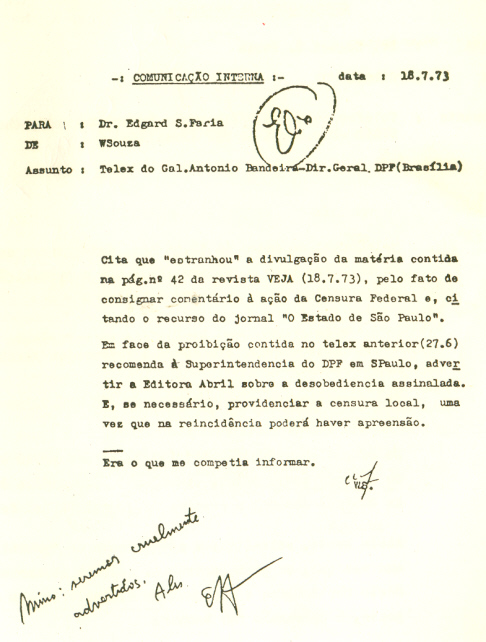 -: COMUNICAÇÃO INTERNA :- data : 18.7.73
PARA : Dr. Edgard S.Faria
DE : WSouza
Assunto : Telex do Gal.Antonio Bandeira-Dir.Geral DPF(Brasília)
Cita que "estranhou" a divulgação da matéria contida
na pág.nº 42 da revista VEJA (18.7.73), pelo fato de
consignar comentário à ação da Censura Federal e, ci
tando o recurso do jornal "O Estado de São Paulo".
Em face da proibição contida no telex anterior(27.6)
recomenda à Superintendencia do DPF em SPaulo, adver
tir a Editora Abril sobre a desobediencia assinalada.
E, se necessário, providenciar a censura local, uma
vez que na reincidência poderá haver apreensão.
Era o que me competia informar.
Mino: seremos cruelmente
advertidos. Abs.